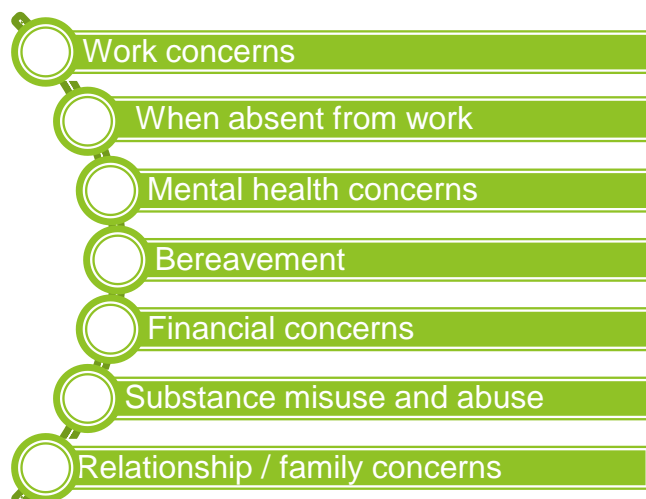 Work concerns
When absent from work
Mental health concerns
Bereavement
Financial concerns
Substance misuse and abuse
Relationship / family concerns